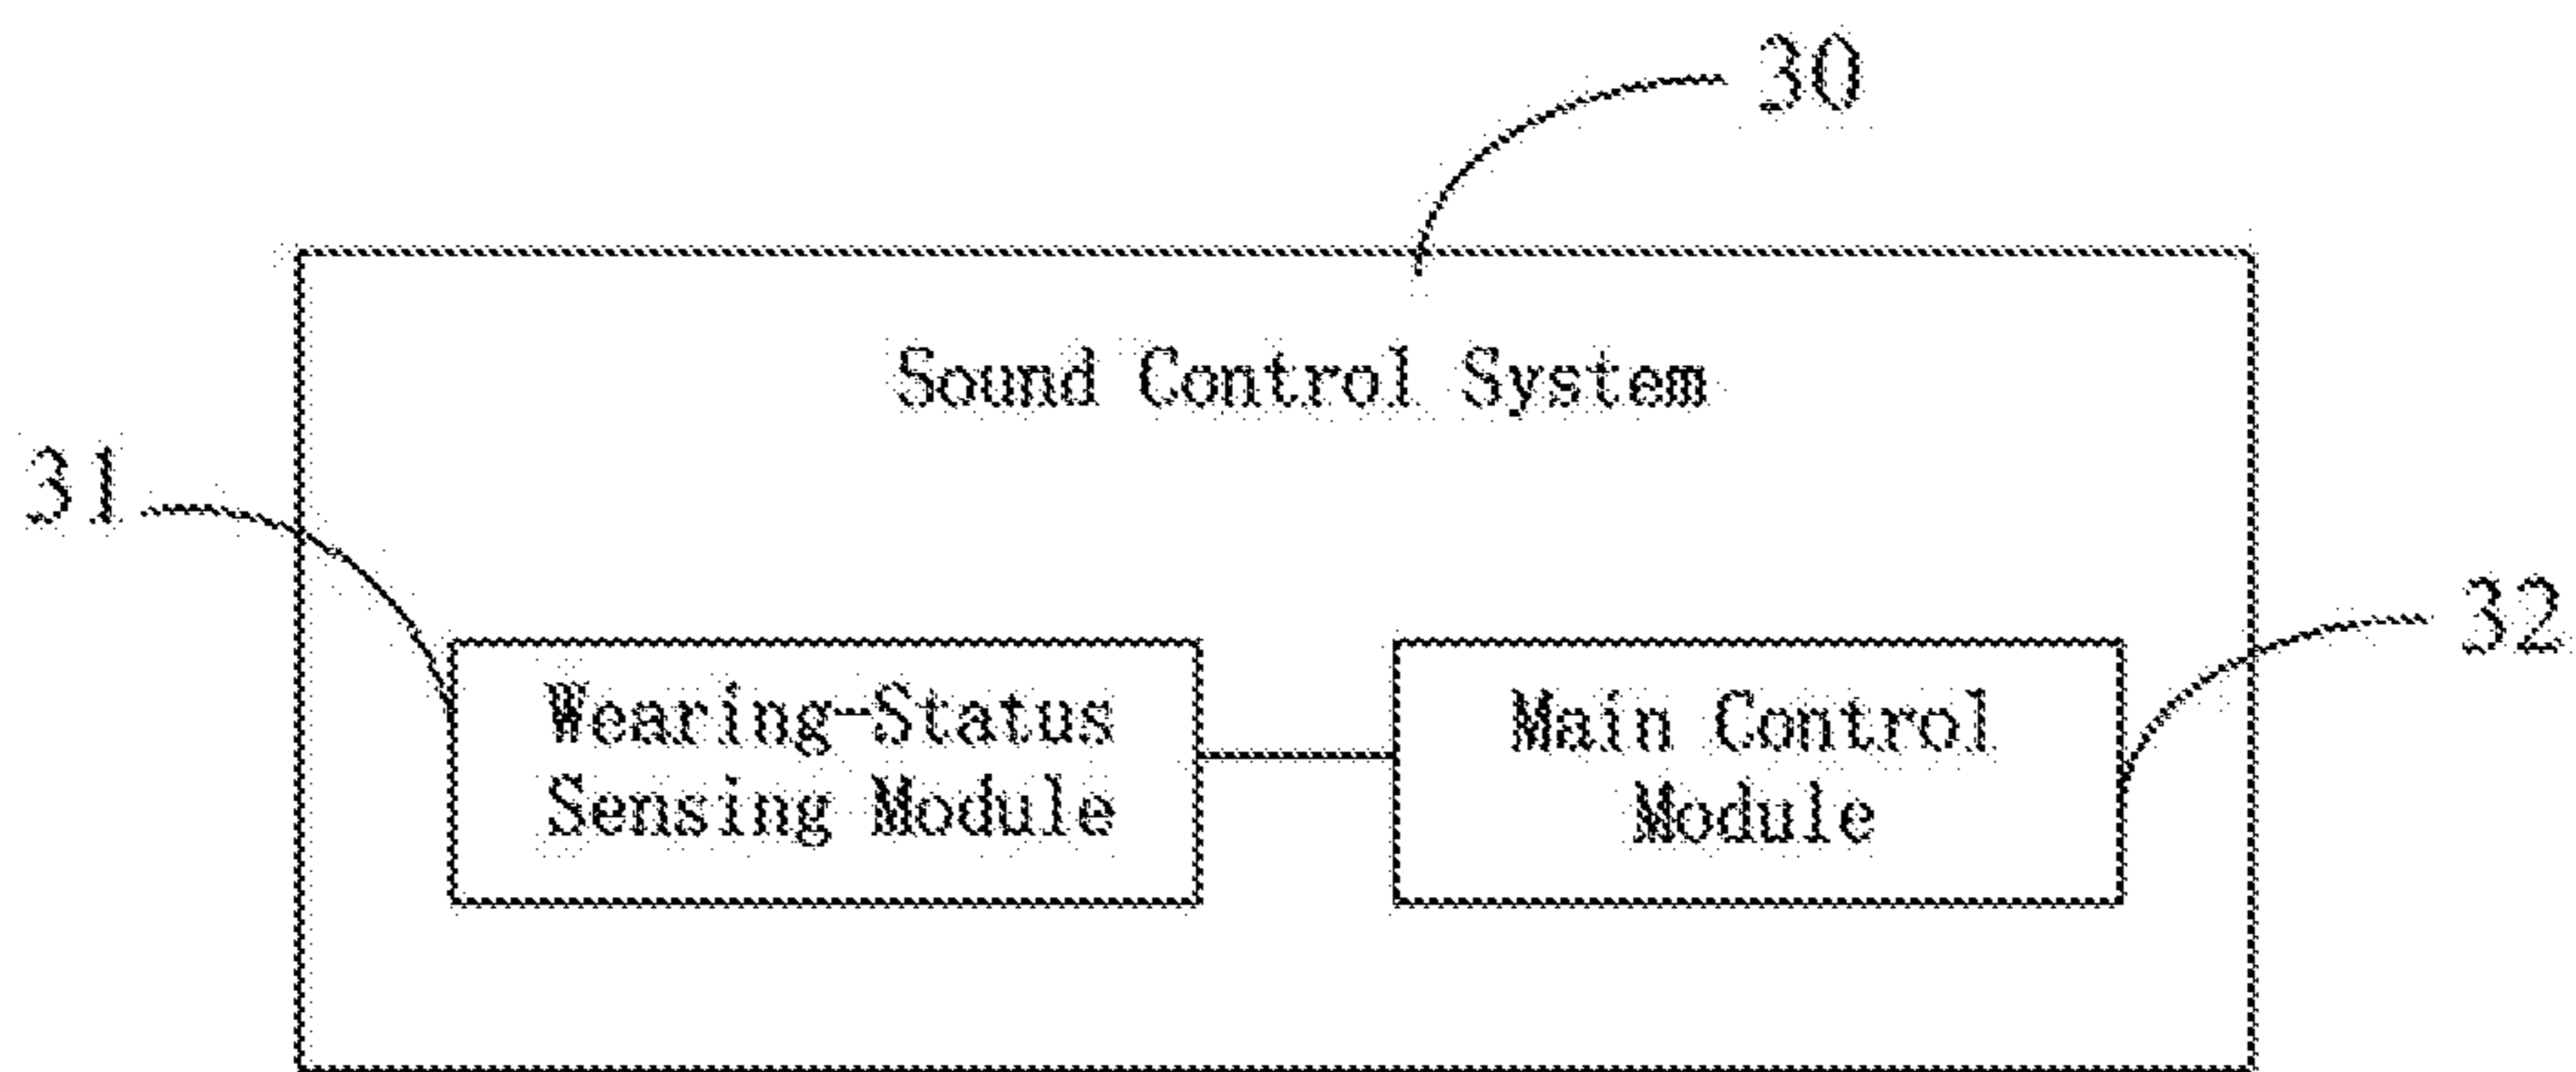 30
Sound Control System
31
32
Wearing-Status
Sensing Module
Main Control
Module